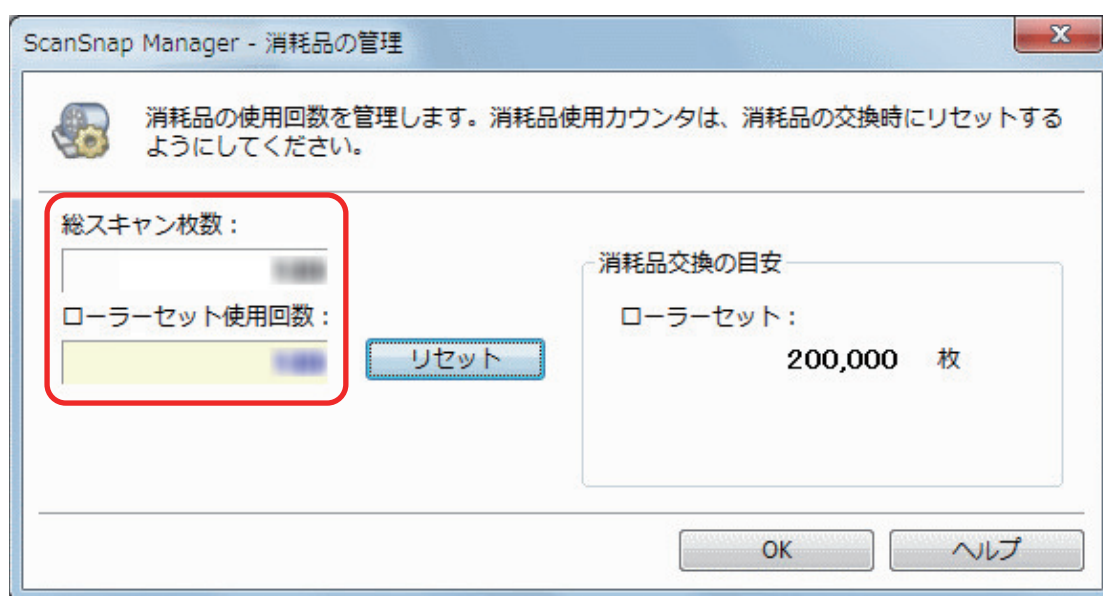 ScanSnap Manager - 消耗品の管理
消耗品の使用回数を管理します。消耗品使用カウンタは、消耗品の交換時にリセットする
ようにしてください。
総スキャン枚数：
ローラーセット使用回数：
リセット
消耗品交換の目安
ローラーセット：
200,000 枚
OK
ヘルプ